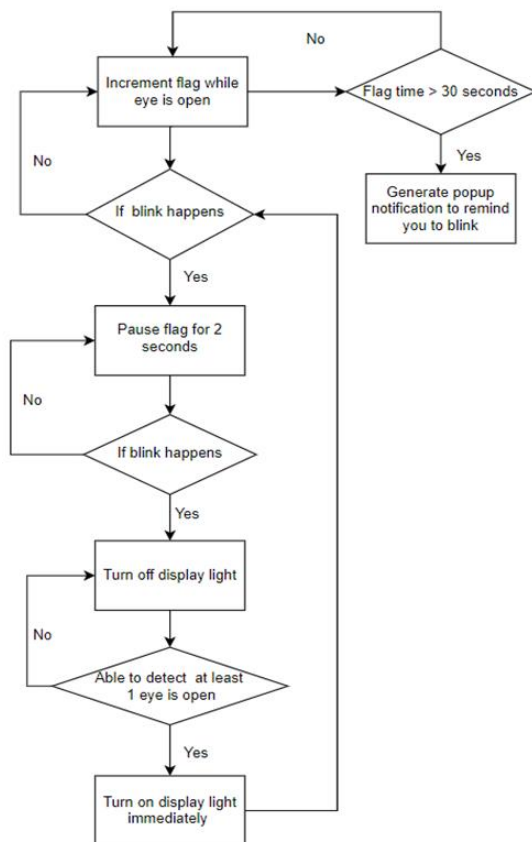 No
Increment flag while
eye is open
Flag time > 30 seconds
No
Yes
If  blink happens
Generate popup
notification to remind
you to blink
Yes
Pause flag for 2
seconds
No
If blink happens
Yes
Turn off display light
No
Able to detect  at least
1 eye is open
Yes
Turn on display light
immediately